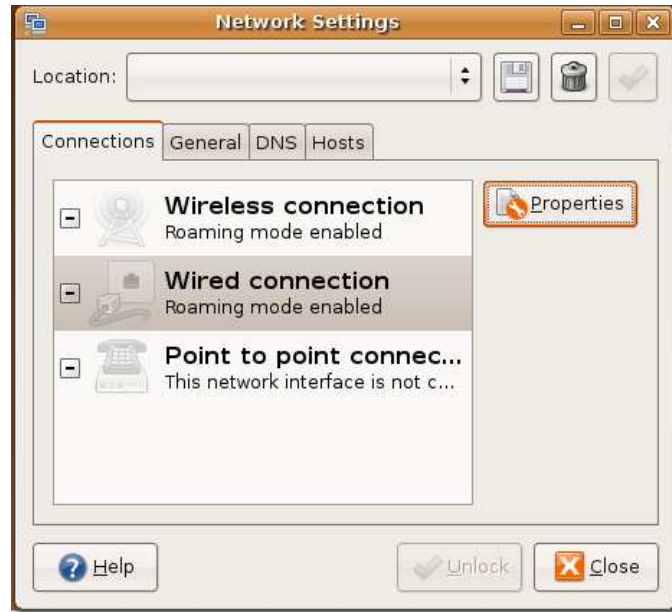 Network Settings
Location:
Connections General DNS Hosts
Wireless connection
Roaming mode enabled
Properties
Wired connection
Roaming mode enabled
Point to point connec...
This network interface is not c...
Help
Unlock
Close